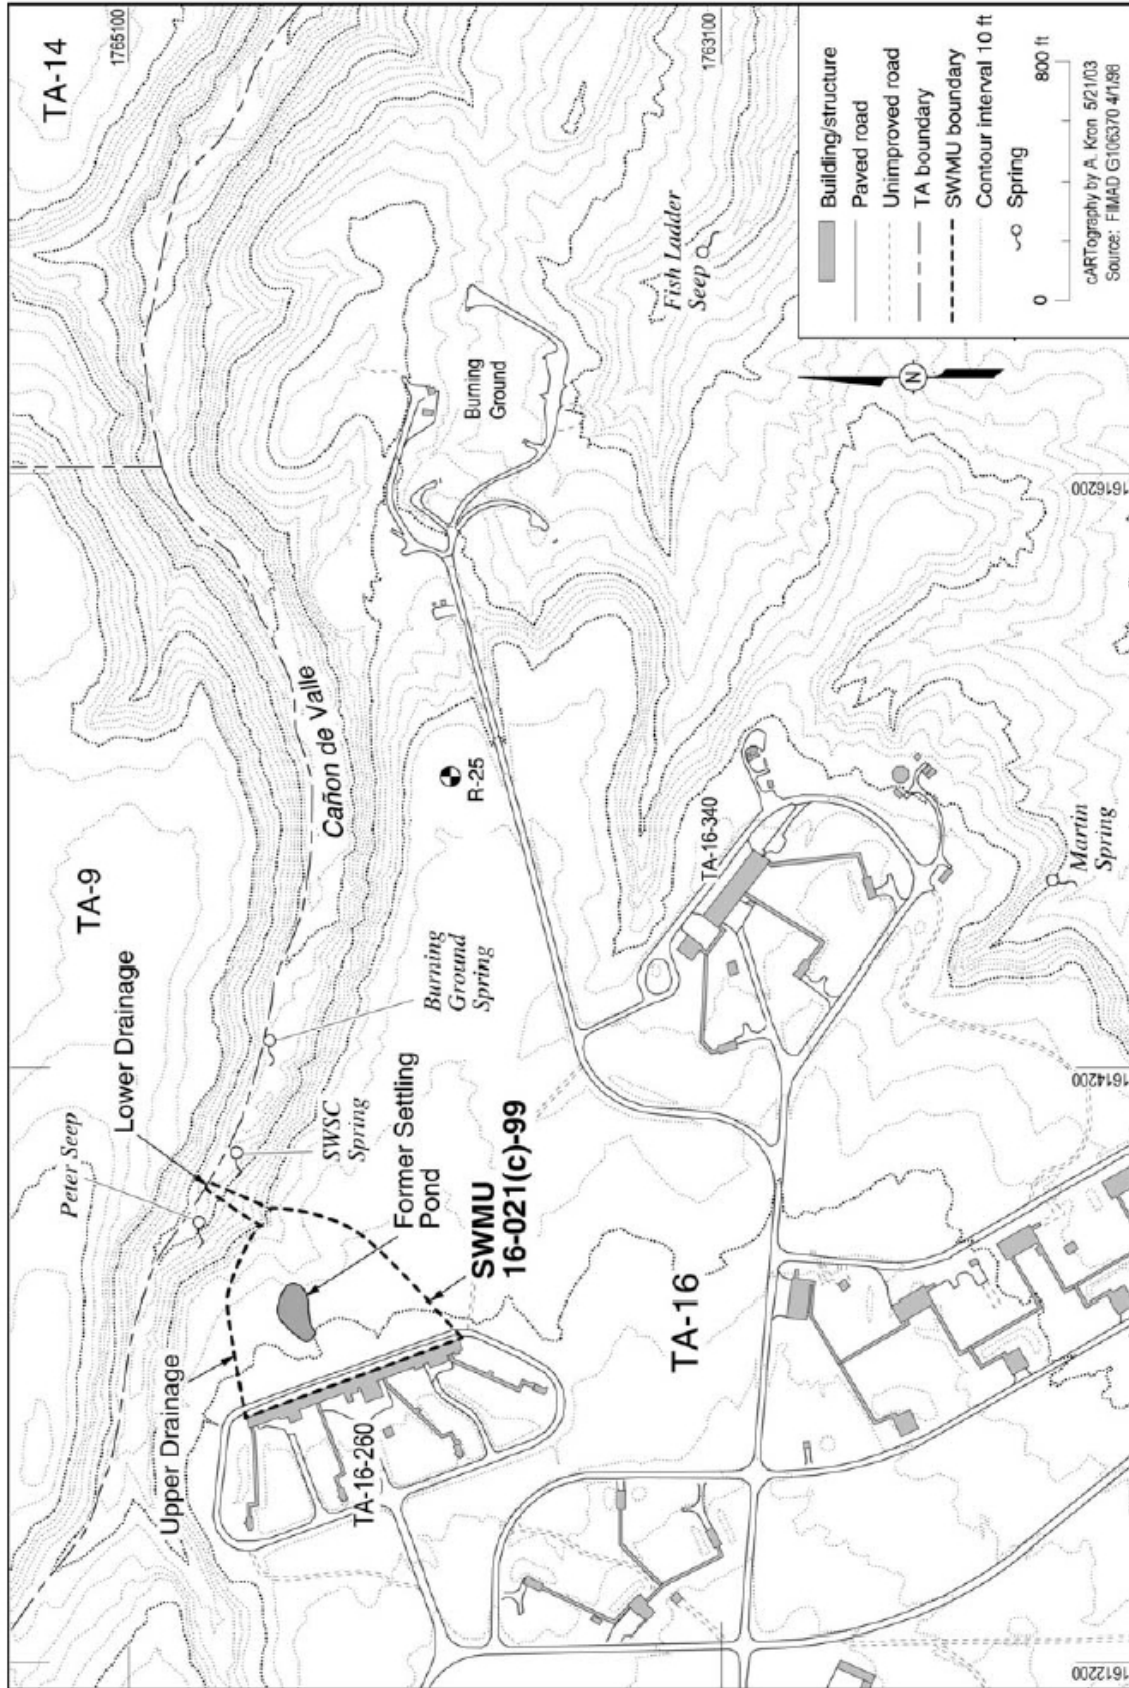 TA-14
1765100
TA-9
Lower Drainage
Peter Seep
Upper Drainage
Cañon de Valle
SWSC
Spring
Burning
Ground
Spring
Former Settling
Pond
SWMU
16-021(c)-99
TA-16-260
R-25
Burning
Ground
Fish Ladder
Seep
1763100
TA-16-340
TA-16
Martin
Spring
1612200
1614200
1616200
N
Building/structure
Paved road
Unimproved road
TA boundary
SWMU boundary
Contour interval 10 ft
Spring
0 800 ft
cARTography by A. Kron 5/21/03
Source: FIMAD G106370 4/1/98